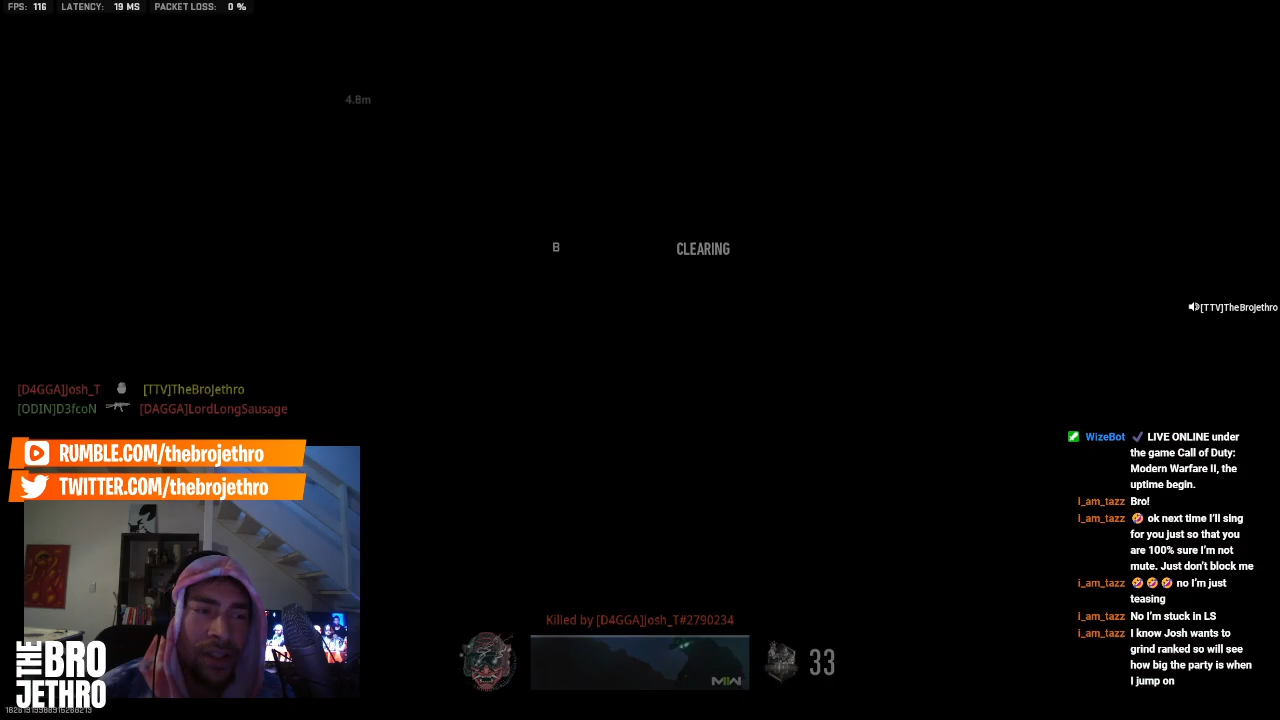 FPS: 116 LATENCY: 19 MS PACKET LOSS: 0 %
4.8m
B CLEARING
[TTV]TheBroJethro
[D4GGA]Josh_T [TTV]TheBroJethro
[ODIN]D3fcoN [DAGGA]LordLongSausage
RUMBLE.COM/thebrojethro
TWITTER.COM/thebrojethro
WizeBot ✔ LIVE ONLINE under
the game Call of Duty:
Modern Warfare II, the
uptime begin.
i_am_tazz Bro!
i_am_tazz 🤣 ok next time I'll sing
for you just so that you
are 100% sure I'm not
mute. Just don't block me
i_am_tazz 🤣 🤣 🤣 no I'm just
teasing
i_am_tazz No I'm stuck in LS
i_am_tazz I know Josh wants to
grind ranked so will see
how big the party is when
I jump on
Killed by [D4GGA]Josh_T#2790234
MW 33
THE BRO
JETHRO